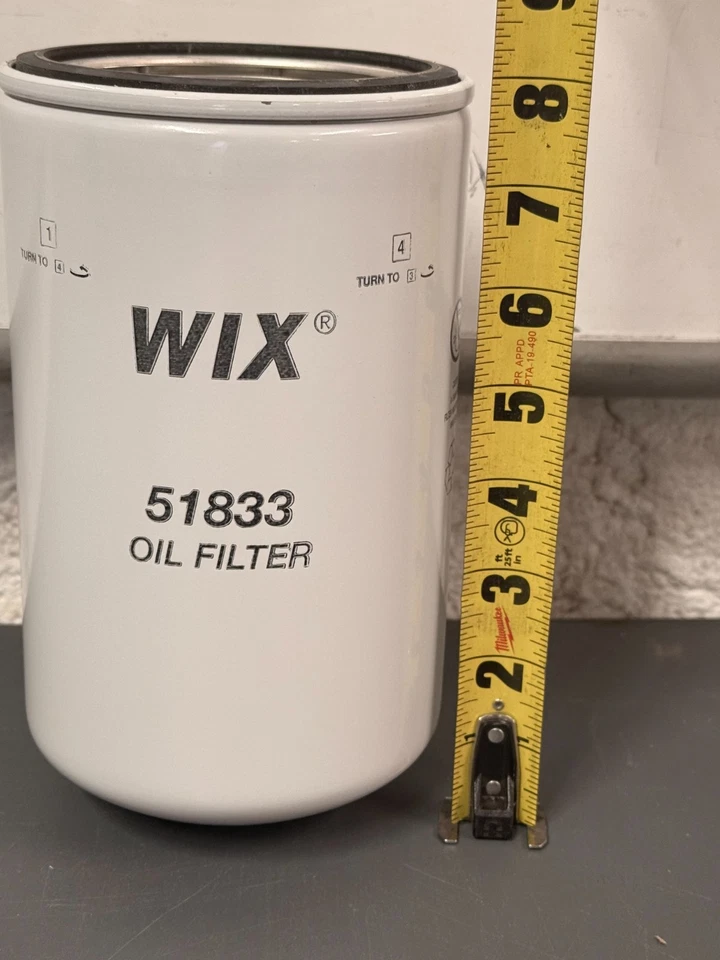 1
TURN TO 4
4
TURN TO 3
WIX®
51833
OIL FILTER
9
8
7
6
PR APPD
PTA-19-490
5
4
ft
25ft
in
3
Milwaukee
2
1